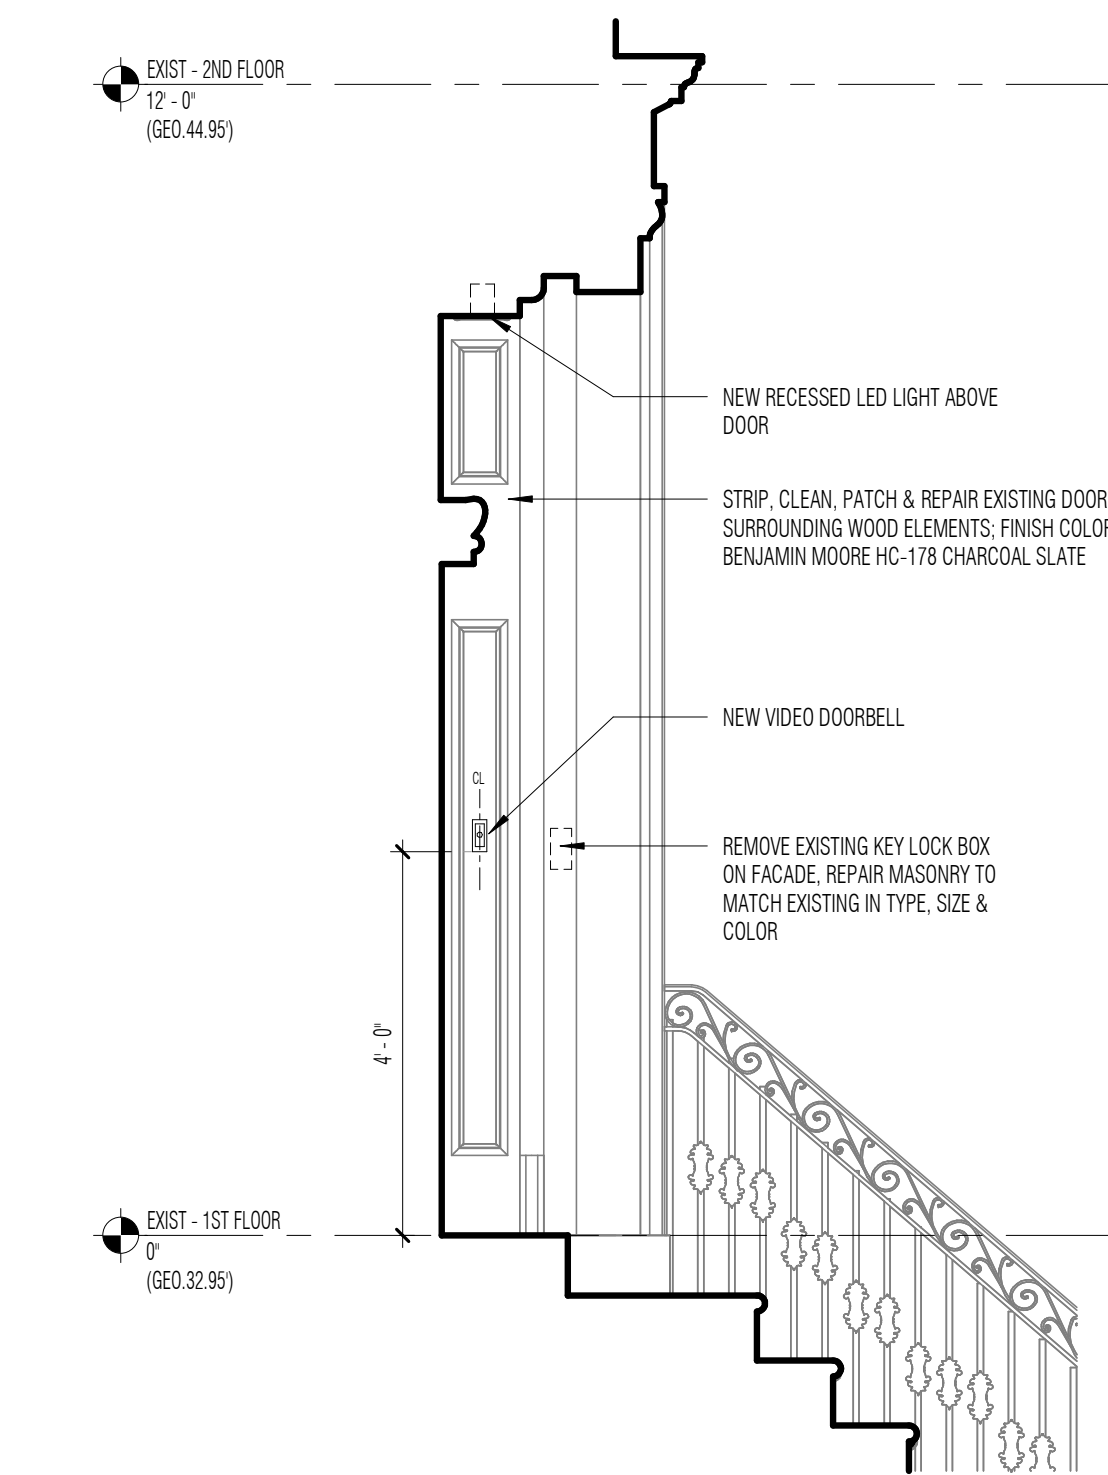 EXIST - 2ND FLOOR
12' - 0"
(GEO.44.95')
NEW RECESSED LED LIGHT ABOVE
DOOR
STRIP, CLEAN, PATCH & REPAIR EXISTING DOOR
SURROUNDING WOOD ELEMENTS; FINISH COLOR
BENJAMIN MOORE HC-178 CHARCOAL SLATE
NEW VIDEO DOORBELL
CL
REMOVE EXISTING KEY LOCK BOX
ON FACADE, REPAIR MASONRY TO
MATCH EXISTING IN TYPE, SIZE &
COLOR
4' - 0"
EXIST - 1ST FLOOR
0"
(GEO.32.95')